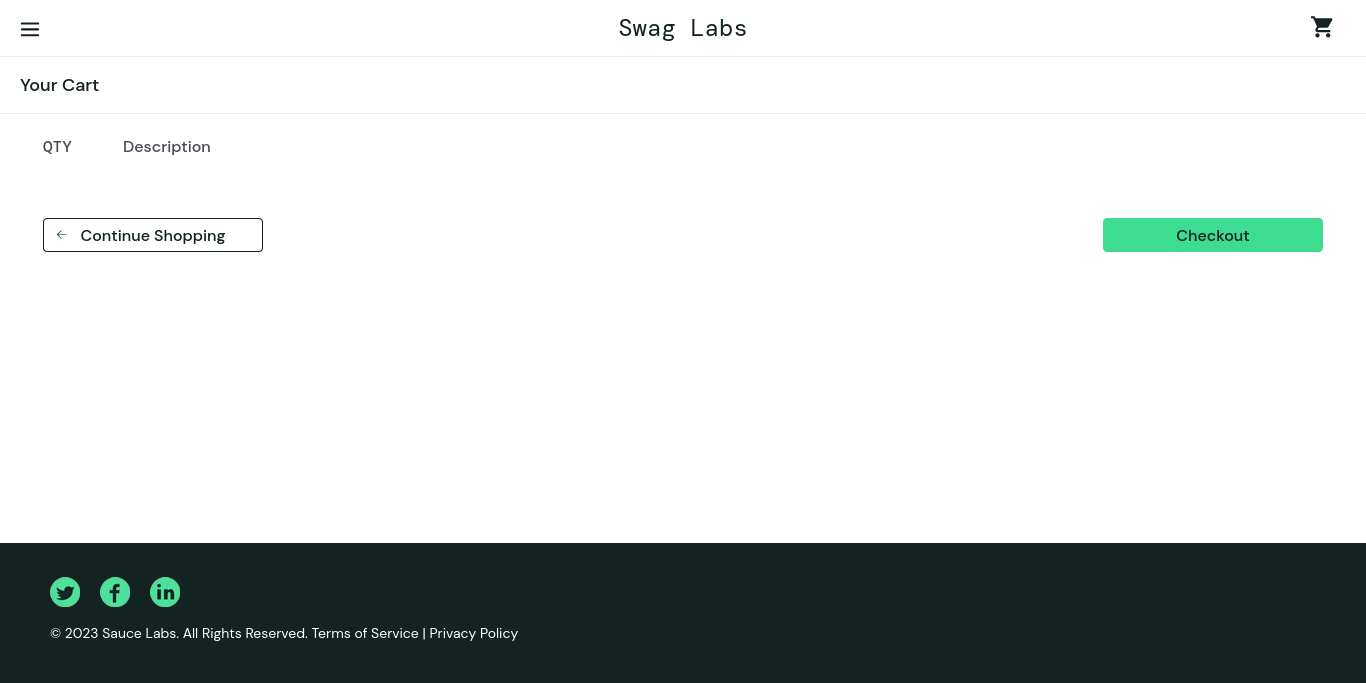 Swag Labs
Your Cart
QTY Description
Continue Shopping
Checkout
© 2023 Sauce Labs. All Rights Reserved. Terms of Service | Privacy Policy